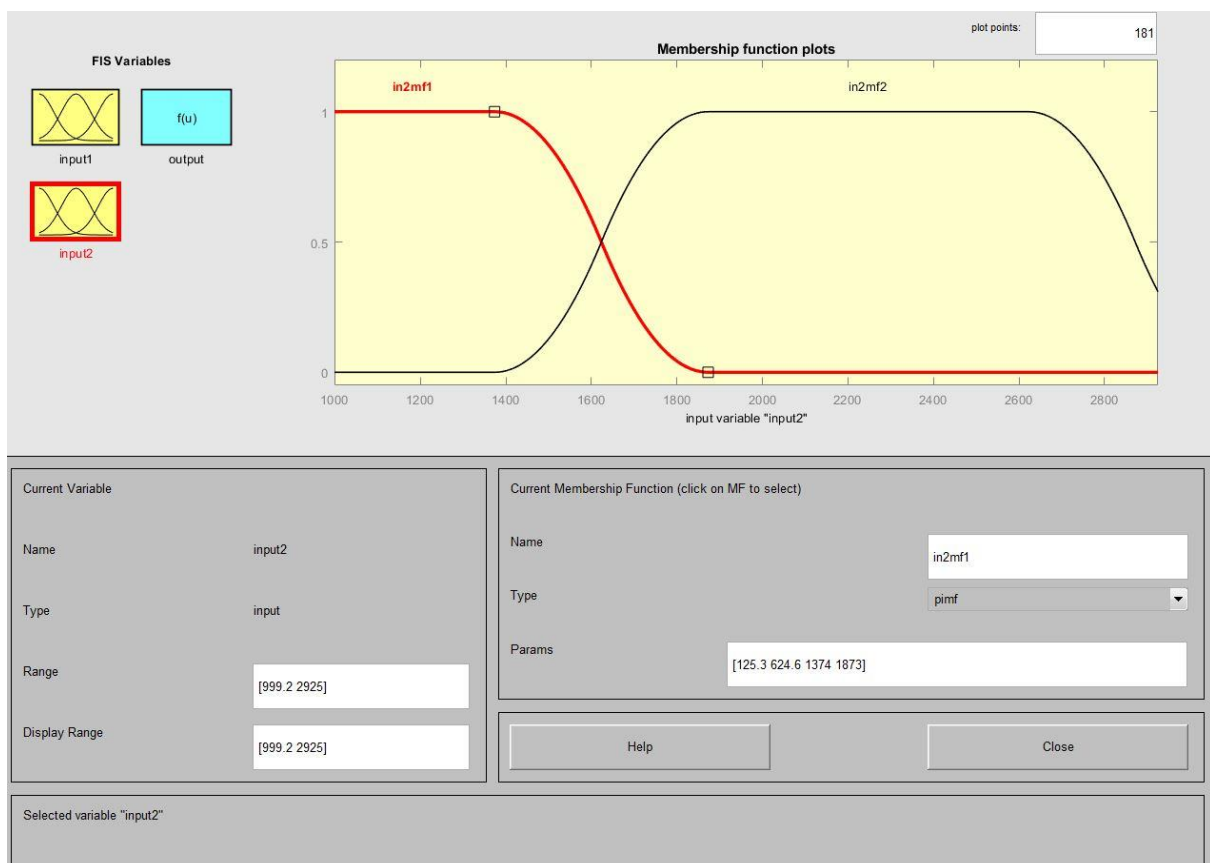 plot points: 181
Membership function plots
FIS Variables
f(u)
input1 output
input2
in2mf1 in2mf2
1
0.5
0
1000 1200 1400 1600 1800 2000 2200 2400 2600 2800
input variable "input2"
Current Variable
Name input2
Type input
Range [999.2 2925]
Display Range [999.2 2925]
Current Membership Function (click on MF to select)
Name in2mf1
Type pimf
Params [125.3 624.6 1374 1873]
Help Close
Selected variable "input2"